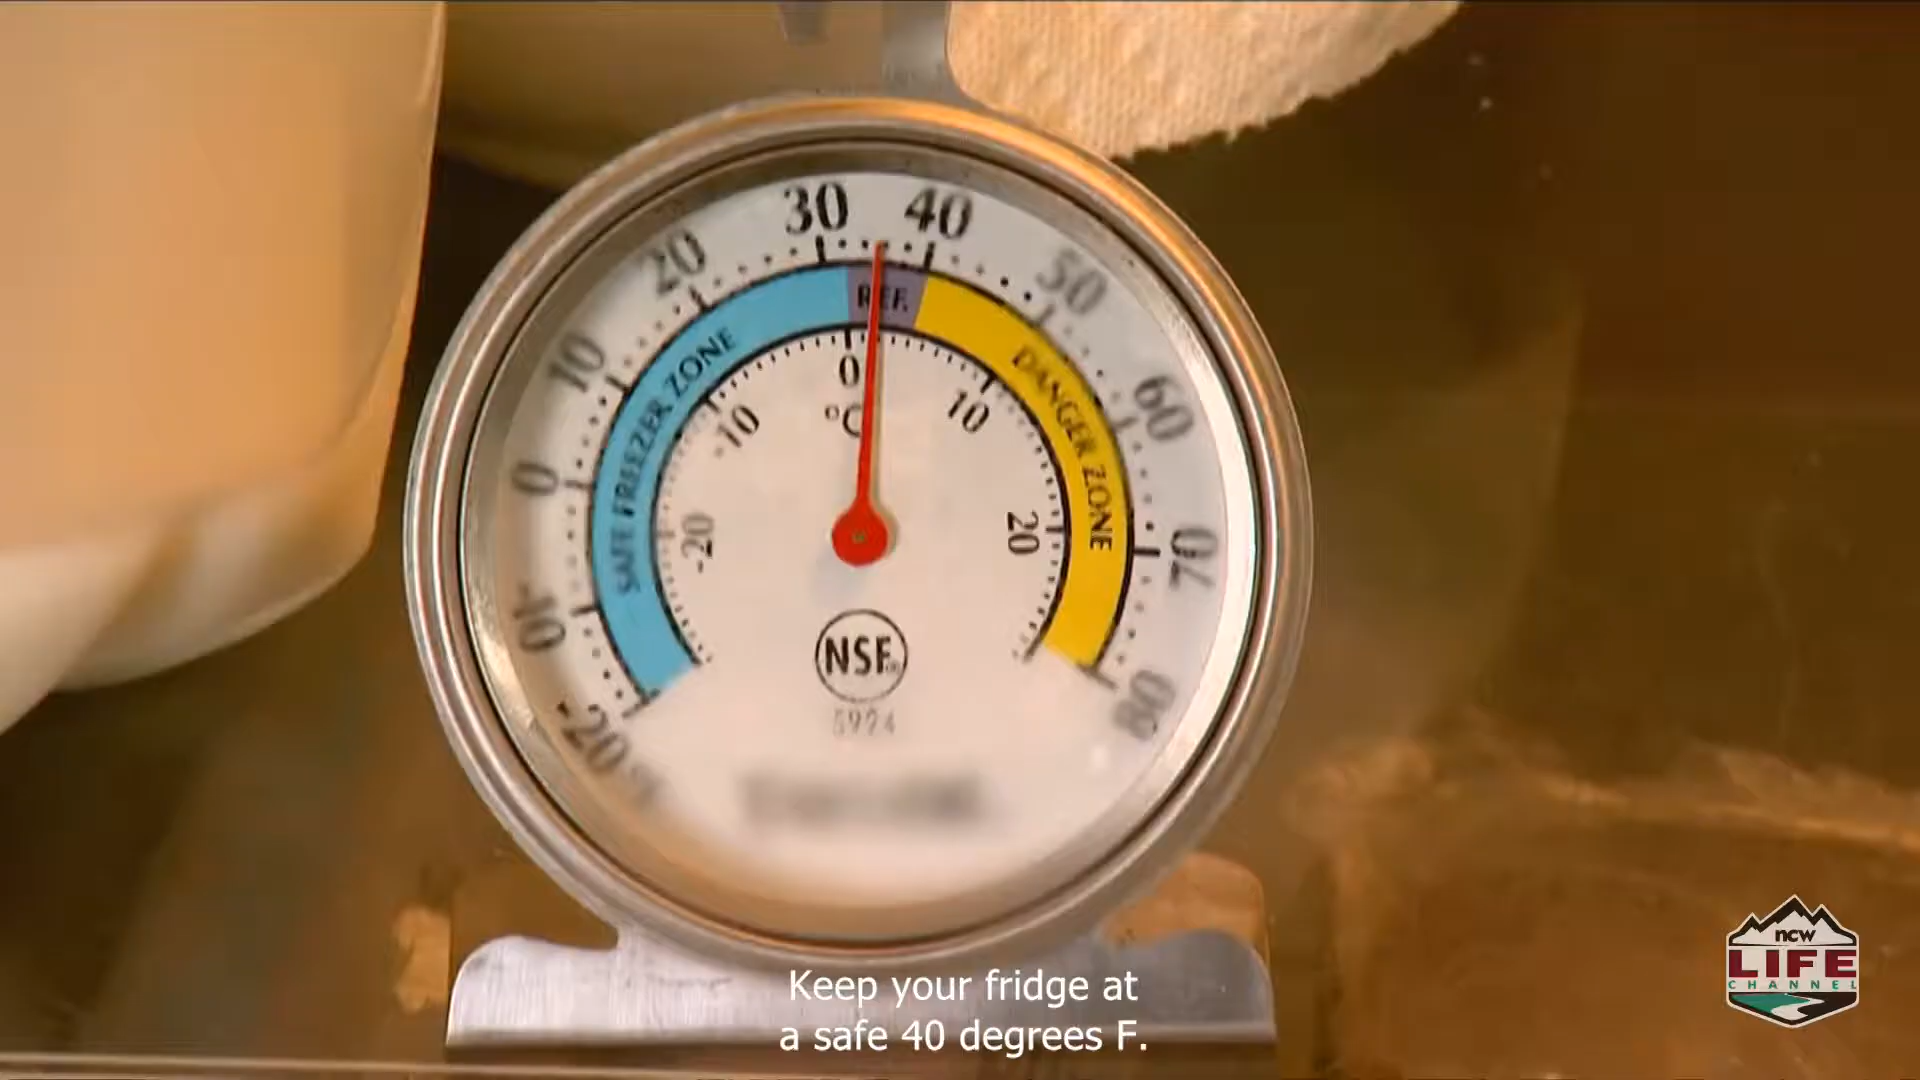 30 40
20 50
10 60
0 70
-10 80
-20
SAFE FREEZER ZONE
REF.
DANGER ZONE
0
°C
-10 10
-20 20
NSF
5924
Keep your fridge at
a safe 40 degrees F.
ncw
LIFE
CHANNEL